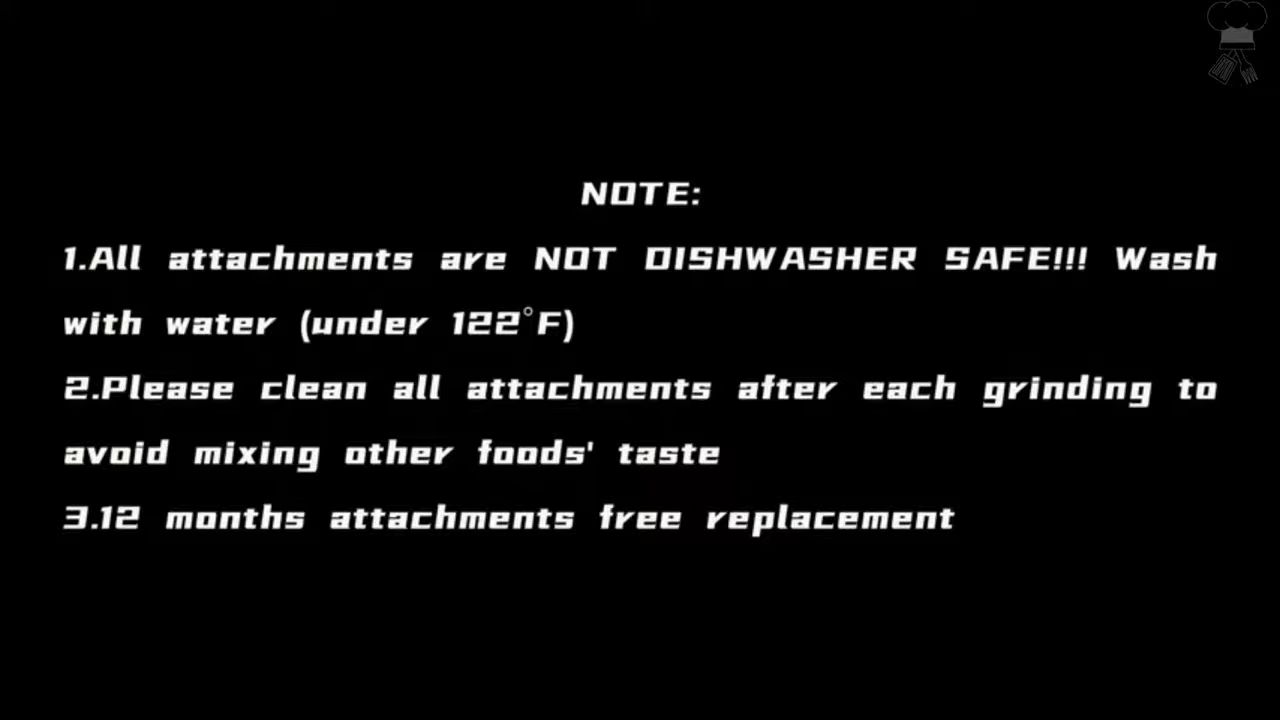 NOTE:
1.All attachments are NOT DISHWASHER SAFE!!! Wash
with water (under 122°F)
2.Please clean all attachments after each grinding to
avoid mixing other foods' taste
3.12 months attachments free replacement